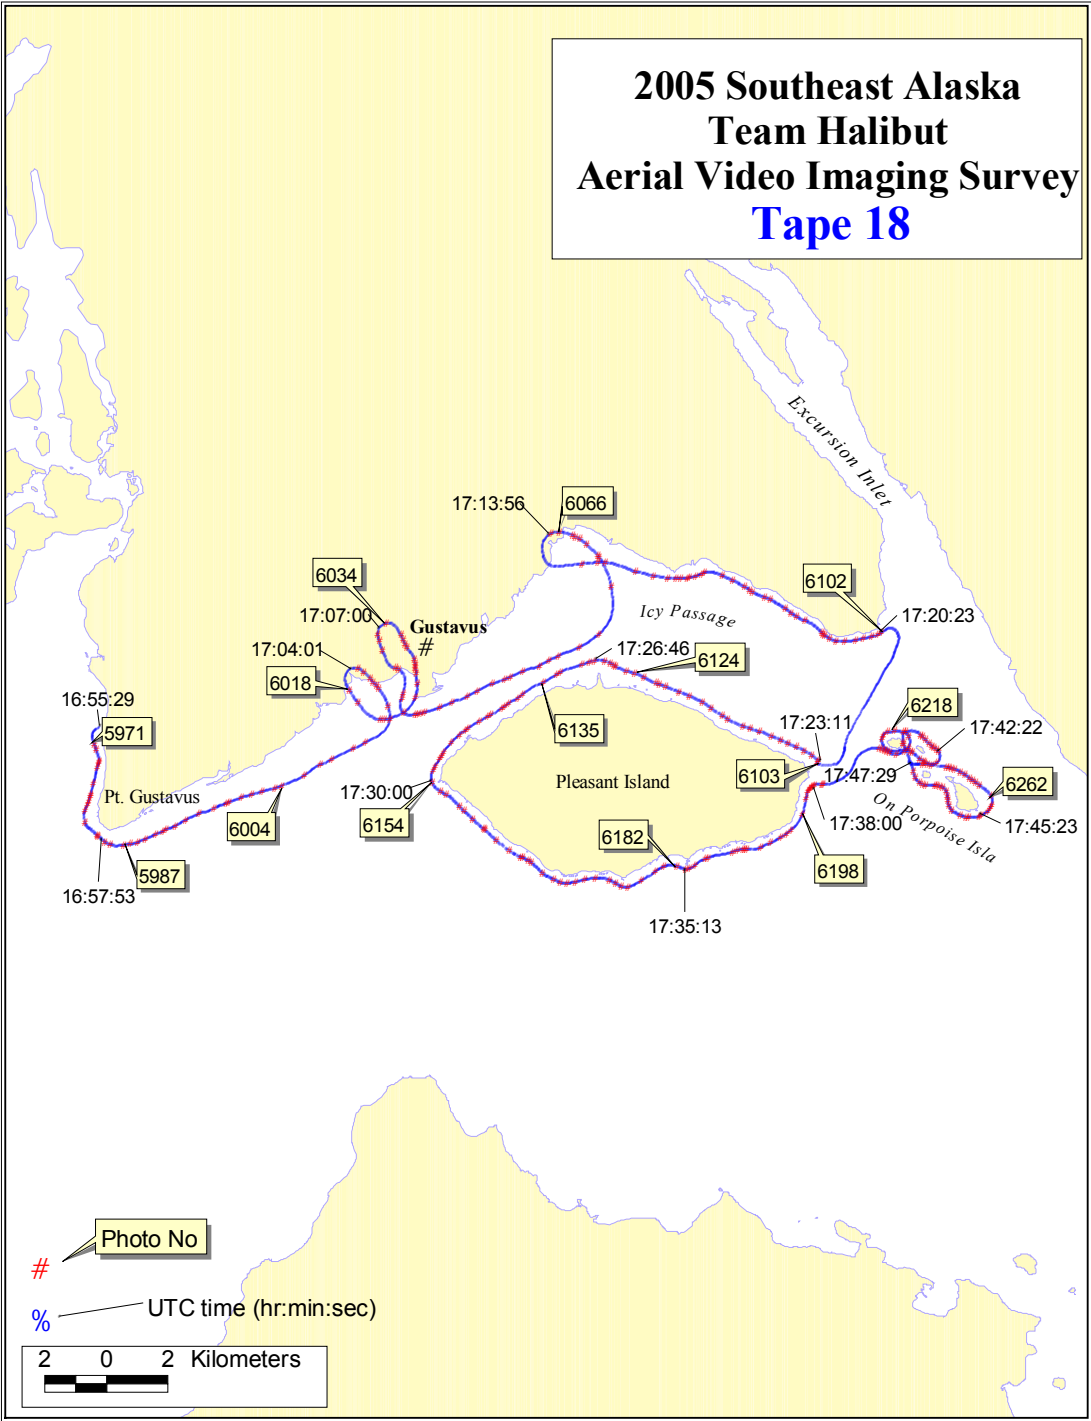 2005 Southeast Alaska
Team Halibut
Aerial Video Imaging Survey
Tape 18
Excursion Inlet
17:13:56
6066
6034
17:07:00
Gustavus
#
6102
17:20:23
Icy Passage
17:04:01
17:26:46
6124
6018
16:55:29
5971
6218
17:42:22
6135
17:23:11
6103
17:47:29
Pleasant Island
6262
Pt. Gustavus
17:30:00
On Porpoise Isla
17:38:00
17:45:23
6004
6154
6182
6198
5987
16:57:53
17:35:13
Photo No
#
UTC time (hr:min:sec)
%
2 0 2 Kilometers